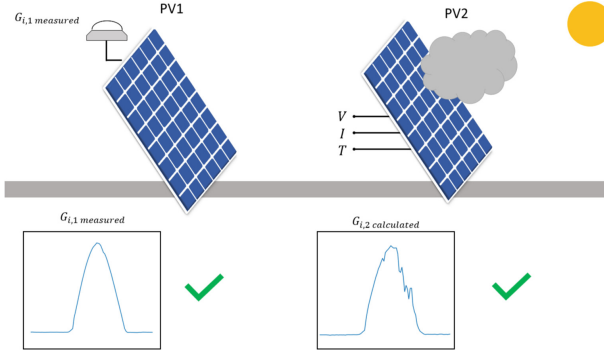 PV1
PV2
G_{i,1 measured}
V
I
T
G_{i,1 measured}
G_{i,2 calculated}